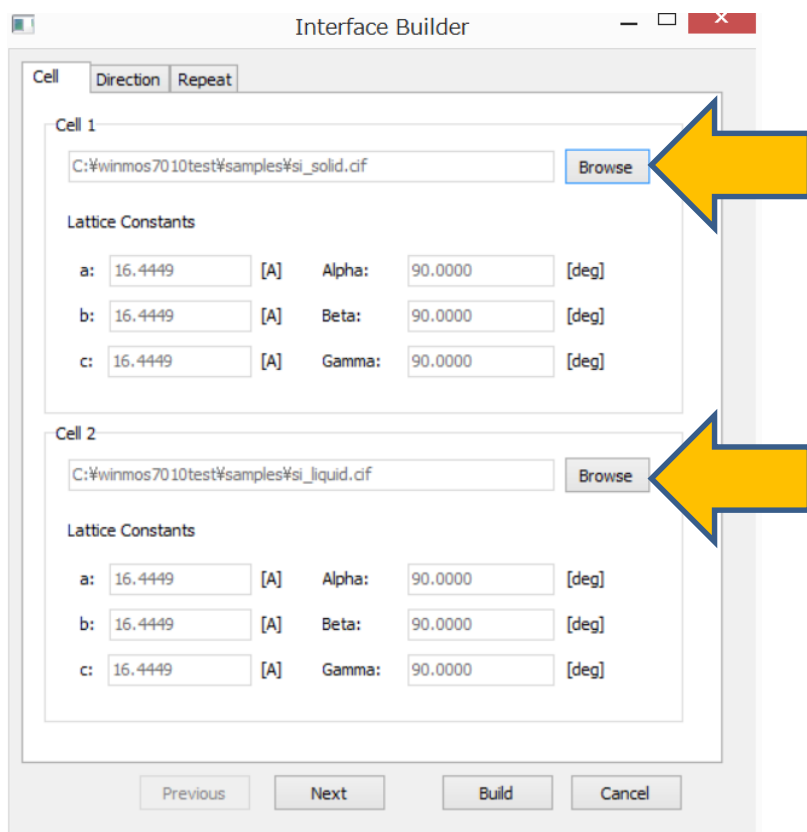 Interface Builder
Cell Direction Repeat
Cell 1
C:¥winmos7010test¥samples¥si_solid.cif Browse
Lattice Constants
a: 16.4449 [A] Alpha: 90.0000 [deg]
b: 16.4449 [A] Beta: 90.0000 [deg]
c: 16.4449 [A] Gamma: 90.0000 [deg]
Cell 2
C:¥winmos7010test¥samples¥si_liquid.cif Browse
Lattice Constants
a: 16.4449 [A] Alpha: 90.0000 [deg]
b: 16.4449 [A] Beta: 90.0000 [deg]
c: 16.4449 [A] Gamma: 90.0000 [deg]
Previous Next Build Cancel